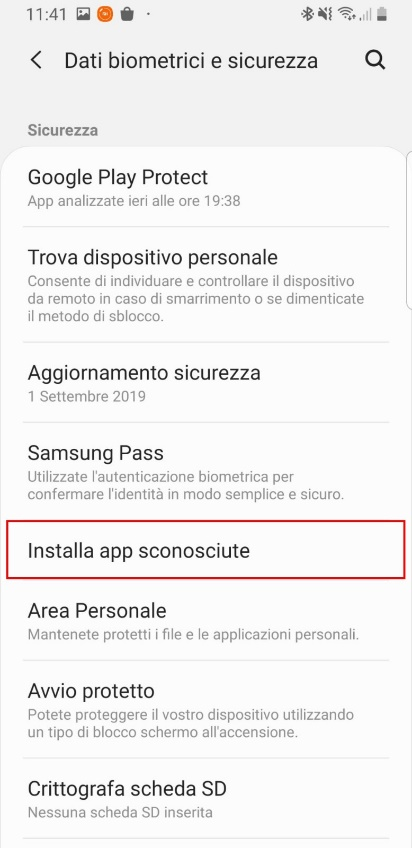 11:41
Dati biometrici e sicurezza
Sicurezza
Google Play Protect
App analizzate ieri alle ore 19:38
Trova dispositivo personale
Consente di individuare e controllare il dispositivo
da remoto in caso di smarrimento o se dimenticate
il metodo di sblocco.
Aggiornamento sicurezza
1 Settembre 2019
Samsung Pass
Utilizzate l'autenticazione biometrica per
confermare l'identità in modo semplice e sicuro.
Installa app sconosciute
Area Personale
Mantenete protetti i file e le applicazioni personali.
Avvio protetto
Potete proteggere il vostro dispositivo utilizzando
un tipo di blocco schermo all'accensione.
Crittografa scheda SD
Nessuna scheda SD inserita